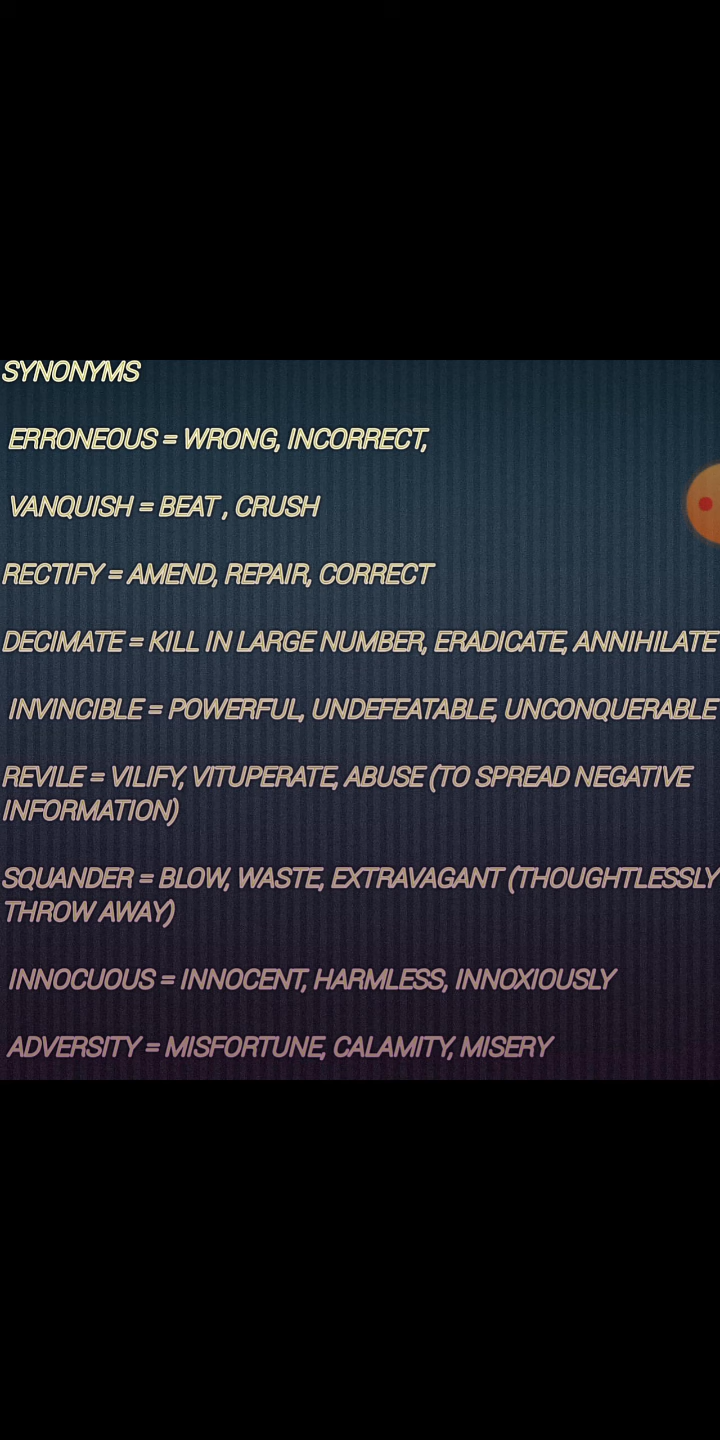 SYNONYMS
ERRONEOUS = WRONG, INCORRECT,
VANQUISH = BEAT , CRUSH
RECTIFY = AMEND, REPAIR, CORRECT
DECIMATE = KILL IN LARGE NUMBER, ERADICATE, ANNIHILATE
INVINCIBLE = POWERFUL, UNDEFEATABLE, UNCONQUERABLE
REVILE = VILIFY, VITUPERATE, ABUSE (TO SPREAD NEGATIVE
INFORMATION)
SQUANDER = BLOW, WASTE, EXTRAVAGANT (THOUGHTLESSLY
THROW AWAY)
INNOCUOUS = INNOCENT, HARMLESS, INNOXIOUSLY
ADVERSITY = MISFORTUNE, CALAMITY, MISERY